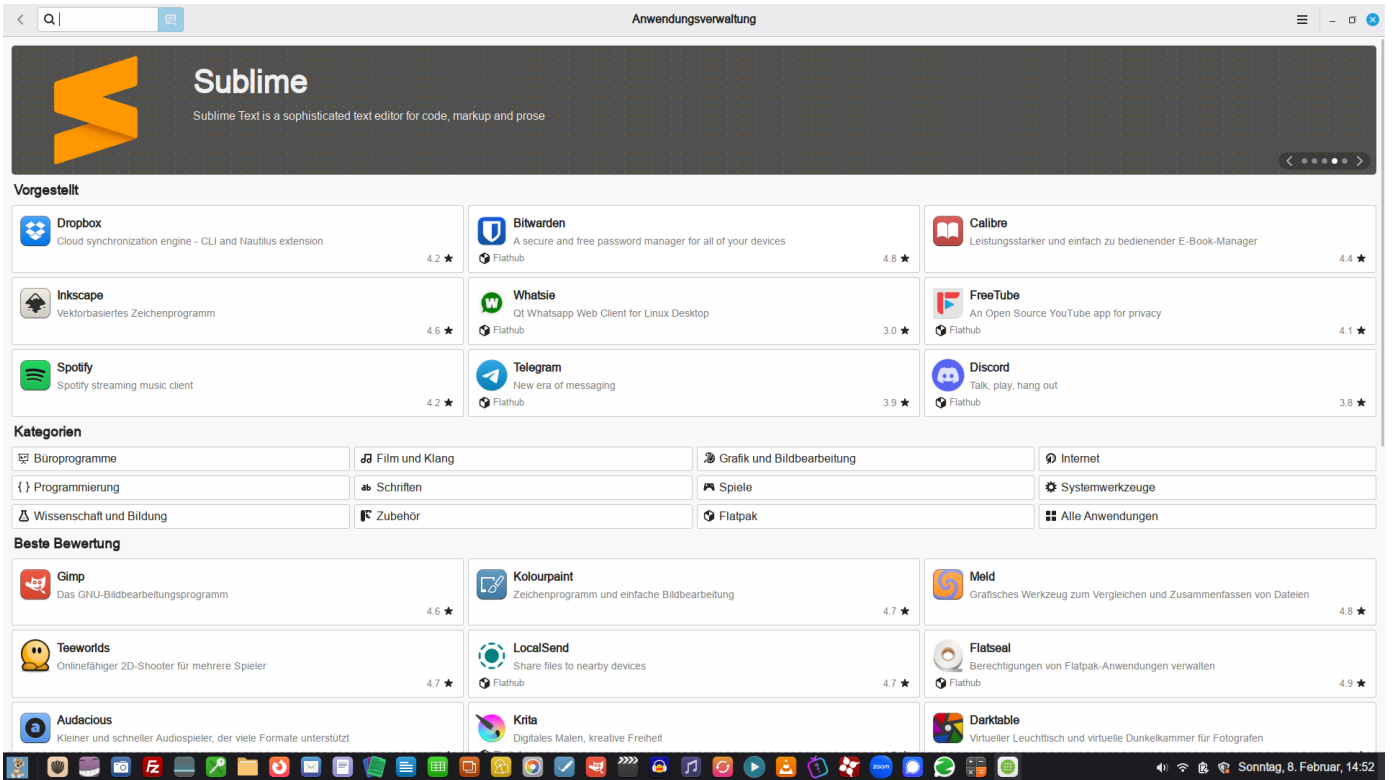 Anwendungsverwaltung
Sublime
Sublime Text is a sophisticated text editor for code, markup and prose
Vorgestellt
Dropbox
Cloud synchronization engine - CLI and Nautilus extension
4.2 ★
Bitwarden
A secure and free password manager for all of your devices
Flathub
4.8 ★
Calibre
Leistungsstarker und einfach zu bedienender E-Book-Manager
4.4 ★
Inkscape
Vektorbasiertes Zeichenprogramm
4.6 ★
Whatsie
Qt Whatsapp Web Client for Linux Desktop
Flathub
3.0 ★
FreeTube
An Open Source YouTube app for privacy
Flathub
4.1 ★
Spotify
Spotify streaming music client
4.2 ★
Telegram
New era of messaging
Flathub
3.9 ★
Discord
Talk, play, hang out
Flathub
3.8 ★
Kategorien
Büroprogramme
Film und Klang
Grafik und Bildbearbeitung
Internet
{ } Programmierung
ab Schriften
Spiele
Systemwerkzeuge
Wissenschaft und Bildung
Zubehör
Flatpak
Alle Anwendungen
Beste Bewertung
Gimp
Das GNU-Bildbearbeitungsprogramm
4.6 ★
Kolourpaint
Zeichenprogramm und einfache Bildbearbeitung
4.7 ★
Meld
Grafisches Werkzeug zum Vergleichen und Zusammenfassen von Dateien
4.8 ★
Teeworlds
Onlinefähiger 2D-Shooter für mehrere Spieler
4.7 ★
LocalSend
Share files to nearby devices
Flathub
4.7 ★
Flatseal
Berechtigungen von Flatpak-Anwendungen verwalten
Flathub
4.9 ★
Audacious
Kleiner und schneller Audiospieler, der viele Formate unterstützt
Krita
Digitales Malen, kreative Freiheit
Darktable
Virtueller Leuchttisch und virtuelle Dunkelkammer für Fotografen
Fz
zoom
Sonntag, 8. Februar, 14:52